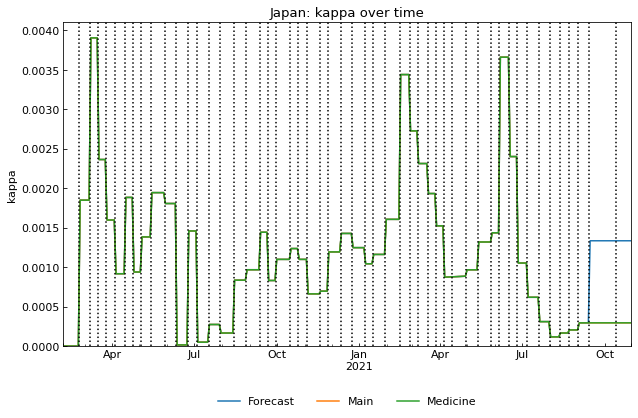 Japan: kappa over time
0.0040
0.0035
0.0030
0.0025
0.0020
0.0015
0.0010
0.0005
0.0000
kappa
Apr Jul Oct Jan Apr Jul Oct
2021
Forecast Main Medicine